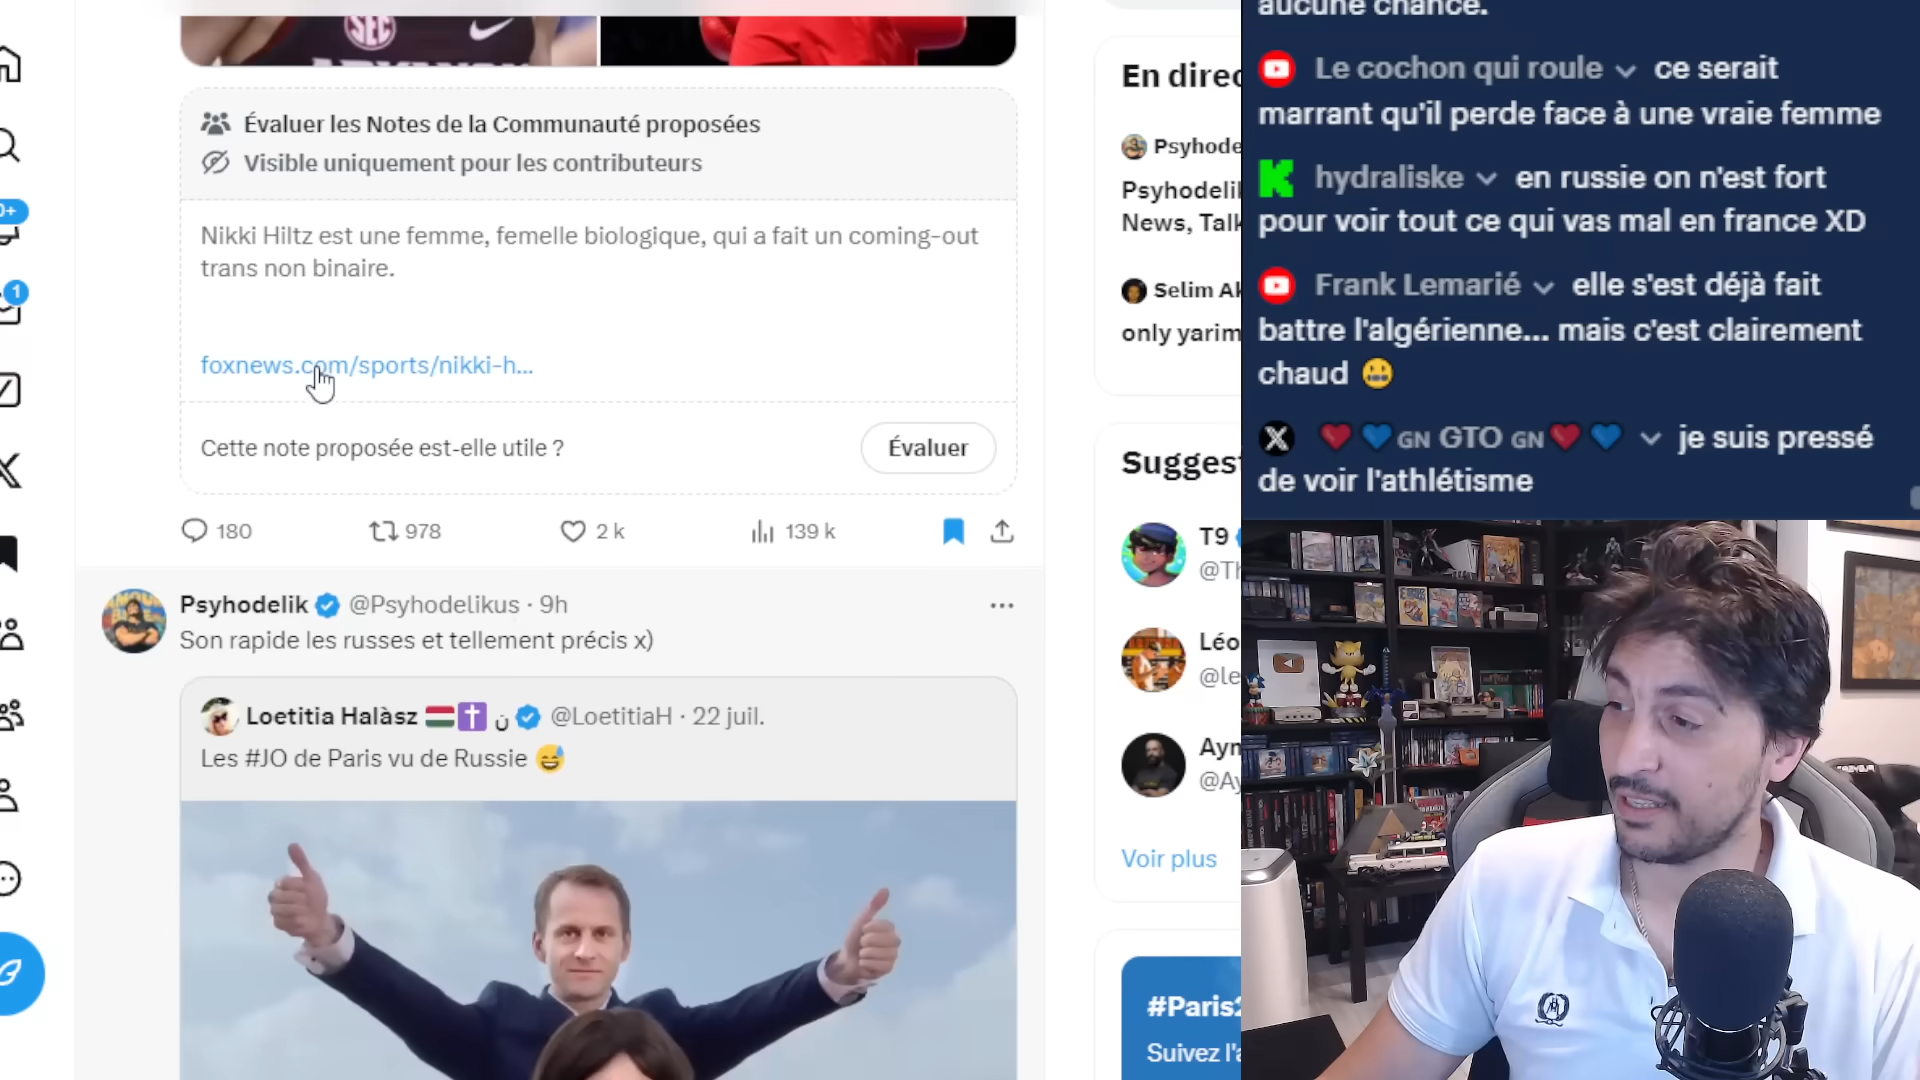 SEC
Évaluer les Notes de la Communauté proposées
Visible uniquement pour les contributeurs
Nikki Hiltz est une femme, femelle biologique, qui a fait un coming-out
trans non binaire.
foxnews.com/sports/nikki-h...
Cette note proposée est-elle utile ?
Évaluer
180
978
2 k
139 k
Psyhodelik @Psyhodelikus · 9h
Son rapide les russes et tellement précis x)
Loetitia Halàsz ن @LoetitiaH · 22 juil.
Les #JO de Paris vu de Russie 😅
0+
1
En direc
Psyhode
Psyhodelik
News, Talk
Selim Ak
only yarim
Suggest
T9
@Th
Léo
@le
Aym
@Ay
Voir plus
#Paris2
Suivez l'a
aucune chance.
Le cochon qui roule ce serait
marrant qu'il perde face à une vraie femme
hydraliske en russie on n'est fort
pour voir tout ce qui vas mal en france XD
Frank Lemarié elle s'est déjà fait
battre l'algérienne... mais c'est clairement
chaud 😬
❤️💙GN GTO GN❤️💙 je suis pressé
de voir l'athlétisme